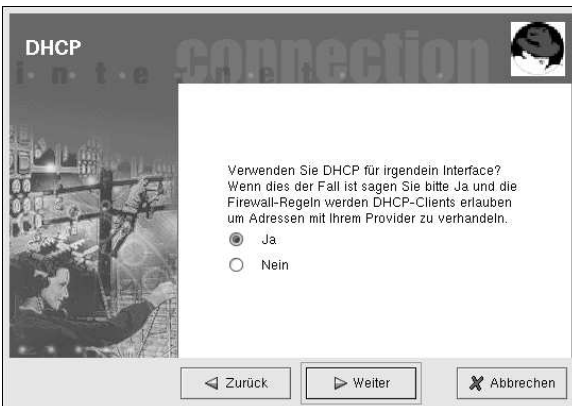 DHCP
connection
i n t e r n e t
Verwenden Sie DHCP für irgendein Interface?
Wenn dies der Fall ist sagen Sie bitte Ja und die
Firewall-Regeln werden DHCP-Clients erlauben
um Adressen mit Ihrem Provider zu verhandeln.
Ja
Nein
Zurück
Weiter
Abbrechen